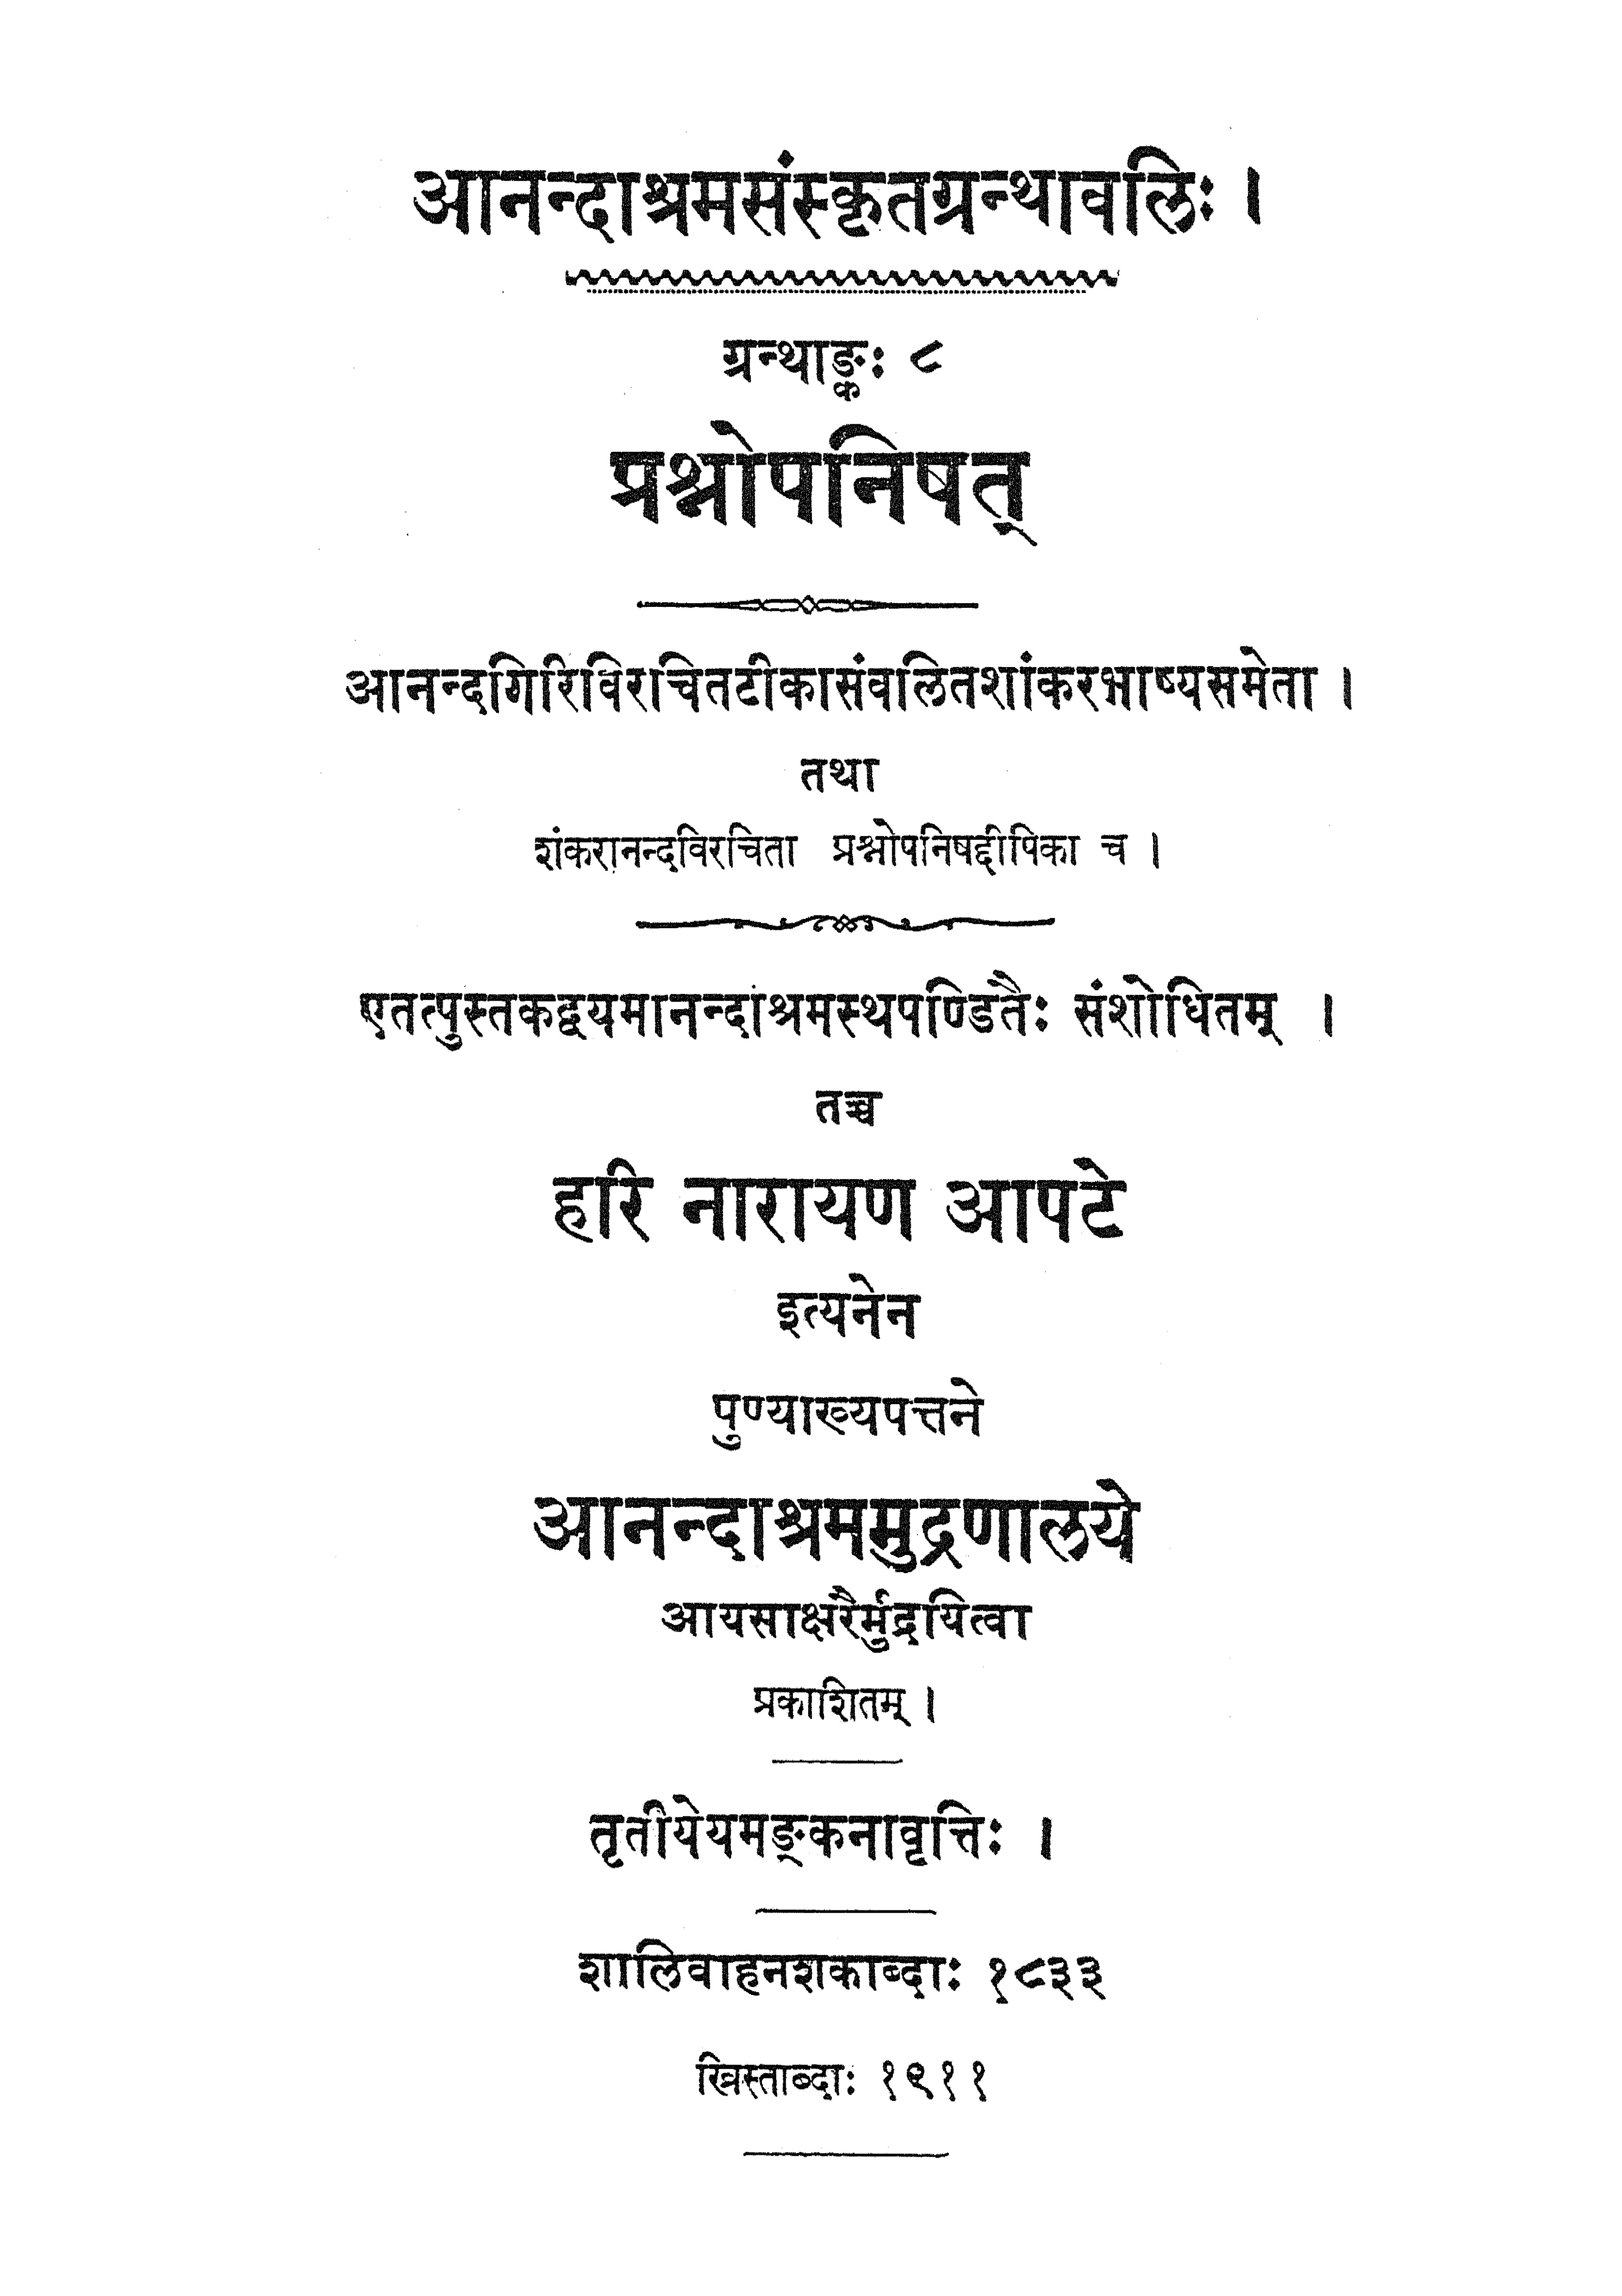 आनन्दाश्रमसंस्कृतग्रन्थावलिः ।
ग्रन्थाङ्कः ८
प्रश्नोपनिषत्
आनन्दगिरिविरचितटीकासंवलितशांकरभाष्यसमेता ।
तथा
शंकरानन्दविरचिता प्रश्नोपनिषद्दीपिका च ।
एतत्पुस्तकद्वयमानन्दाश्रमस्थपण्डितैः संशोधितम् ।
तच्च
हरि नारायण आपटे
इत्यनेन
पुण्याख्यपत्तने
आनन्दाश्रममुद्रणालये
आयसाक्षरैर्मुद्रयित्वा
प्रकाशितम् ।
तृतीयेयमङ्कनावृत्तिः ।
शालिवाहनशकाब्दाः १८३३
ख्रिस्ताब्दाः १९११